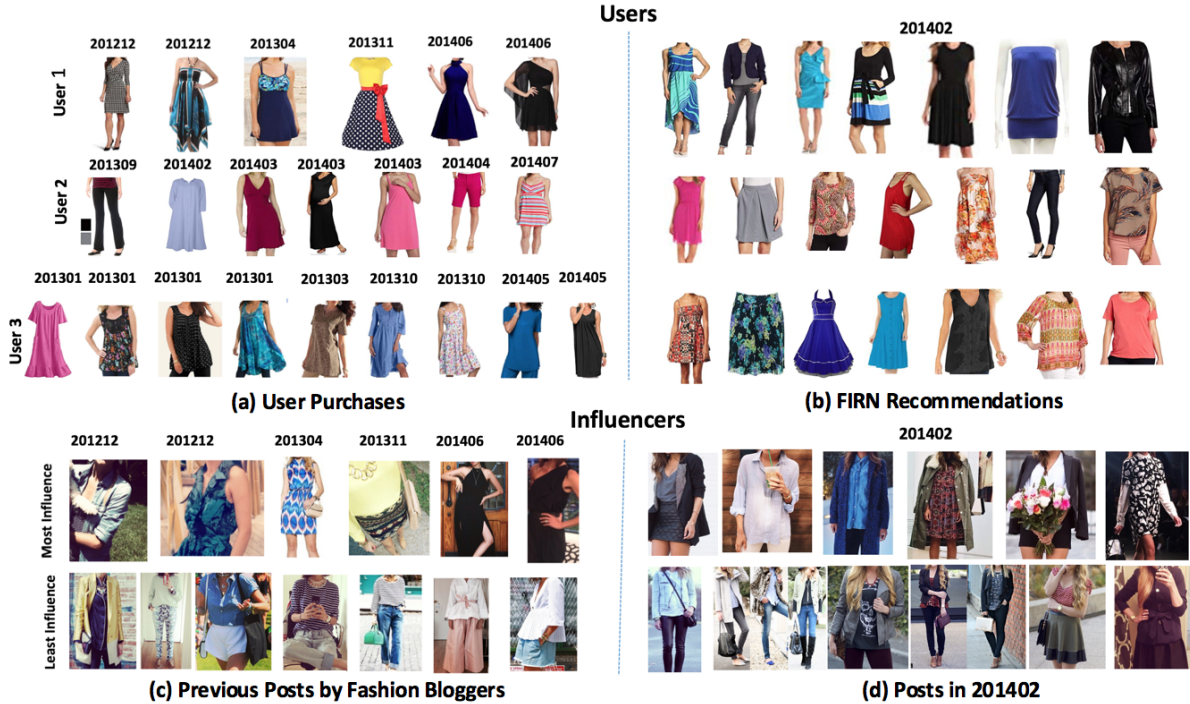 Users
201212 201212 201304 201311 201406 201406
201402
User 1
201309 201402 201403 201403 201403 201404 201407
User 2
201301 201301 201301 201301 201303 201310 201310 201405 201405
User 3
(a) User Purchases
(b) FIRN Recommendations
Influencers
201212 201212 201304 201311 201406 201406
201402
Most Influence
Least Influence
(c) Previous Posts by Fashion Bloggers
(d) Posts in 201402